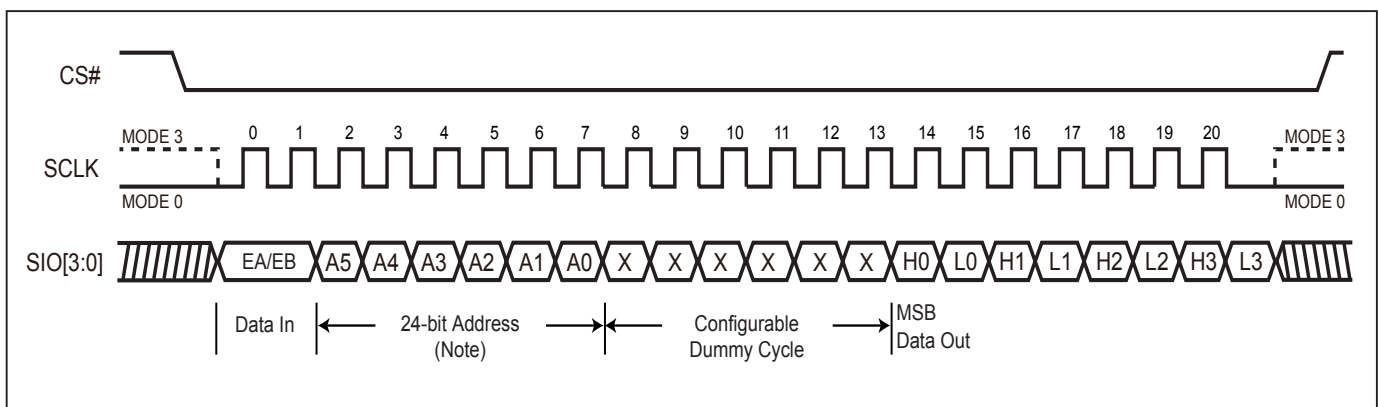 CS#
MODE 3
0 1 2 3 4 5 6 7 8 9 10 11 12 13 14 15 16 17 18 19 20
MODE 3
SCLK
MODE 0
MODE 0
SIO[3:0]
EA/EB A5 A4 A3 A2 A1 A0 X X X X X X H0 L0 H1 L1 H2 L2 H3 L3
Data In
24-bit Address
(Note)
Configurable
Dummy Cycle
MSB
Data Out